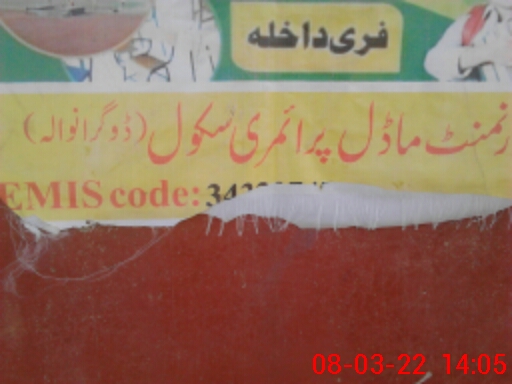 فری داخلہ
رنمنٹ ماڈل پرائمری سکول (ڈوگرانوالہ)
EMIS code:
08-03-22 14:05